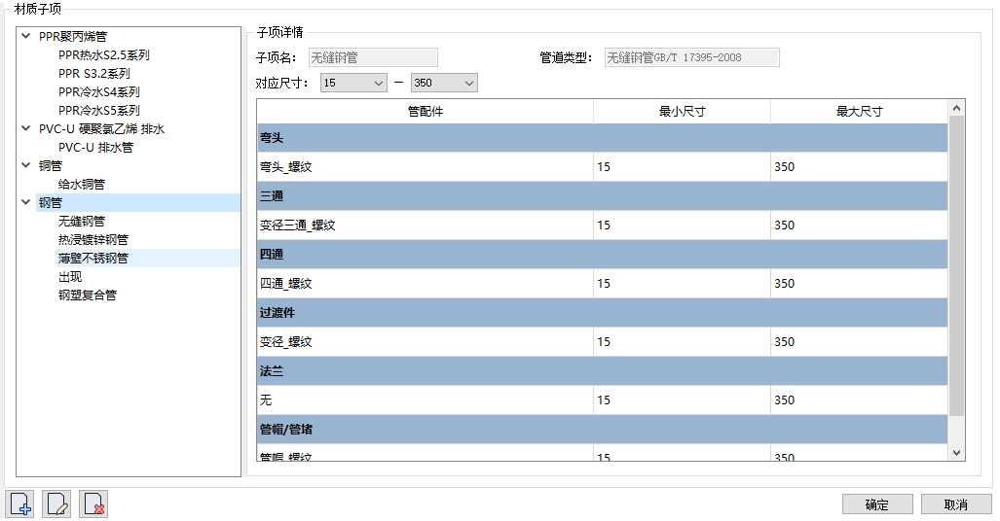 材质子项
PPR聚丙烯管
PPR热水S2.5系列
PPR S3.2系列
PPR冷水S4系列
PPR冷水S5系列
PVC-U 硬聚氯乙烯 排水
PVC-U 排水管
铜管
给水铜管
钢管
无缝钢管
热浸镀锌钢管
薄壁不锈钢管
出现
钢塑复合管
子项详情
子项名： 无缝钢管 管道类型： 无缝钢管GB/T 17395-2008
对应尺寸： 15 — 350
管配件 最小尺寸 最大尺寸
弯头
弯头_螺纹 15 350
三通
变径三通_螺纹 15 350
四通
四通_螺纹 15 350
过渡件
变径_螺纹 15 350
法兰
无 15 350
管帽/管堵
管帽_螺纹 15 350
确定 取消